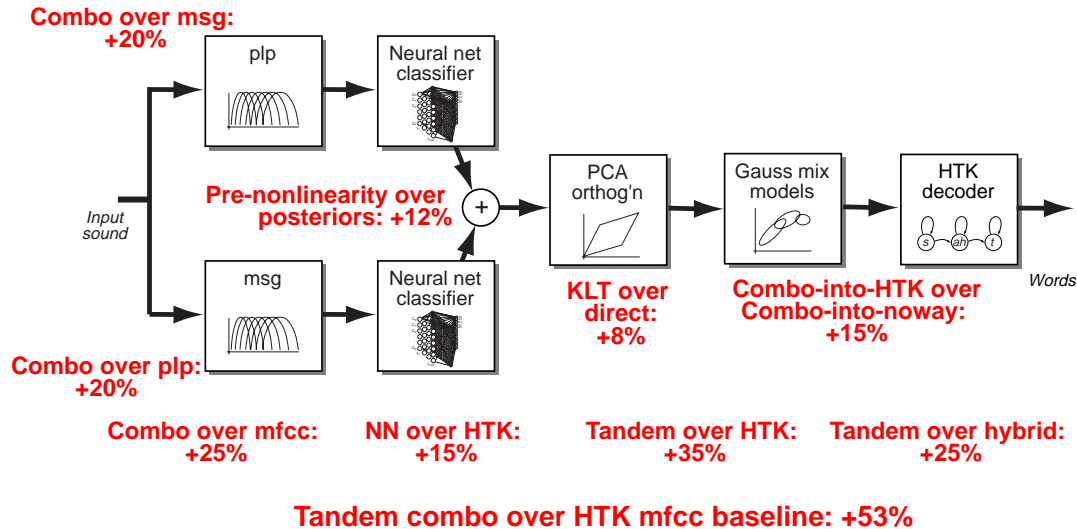 Combo over msg:
+20%
plp
Neural net
classifier
Pre-nonlinearity over
posteriors: +12%
Input
sound
+
PCA
orthog'n
Gauss mix
models
HTK
decoder
s
ah
t
Words
msg
Neural net
classifier
KLT over
direct:
+8%
Combo-into-HTK over
Combo-into-noway:
+15%
Combo over plp:
+20%
Combo over mfcc:
+25%
NN over HTK:
+15%
Tandem over HTK:
+35%
Tandem over hybrid:
+25%
Tandem combo over HTK mfcc baseline: +53%